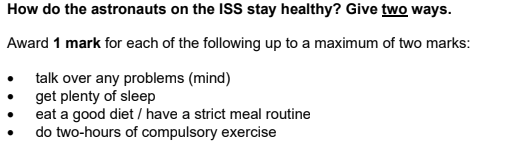 How do the astronauts on the ISS stay healthy? Give two ways.
Award 1 mark for each of the following up to a maximum of two marks:
• talk over any problems (mind)
• get plenty of sleep
• eat a good diet / have a strict meal routine
• do two-hours of compulsory exercise